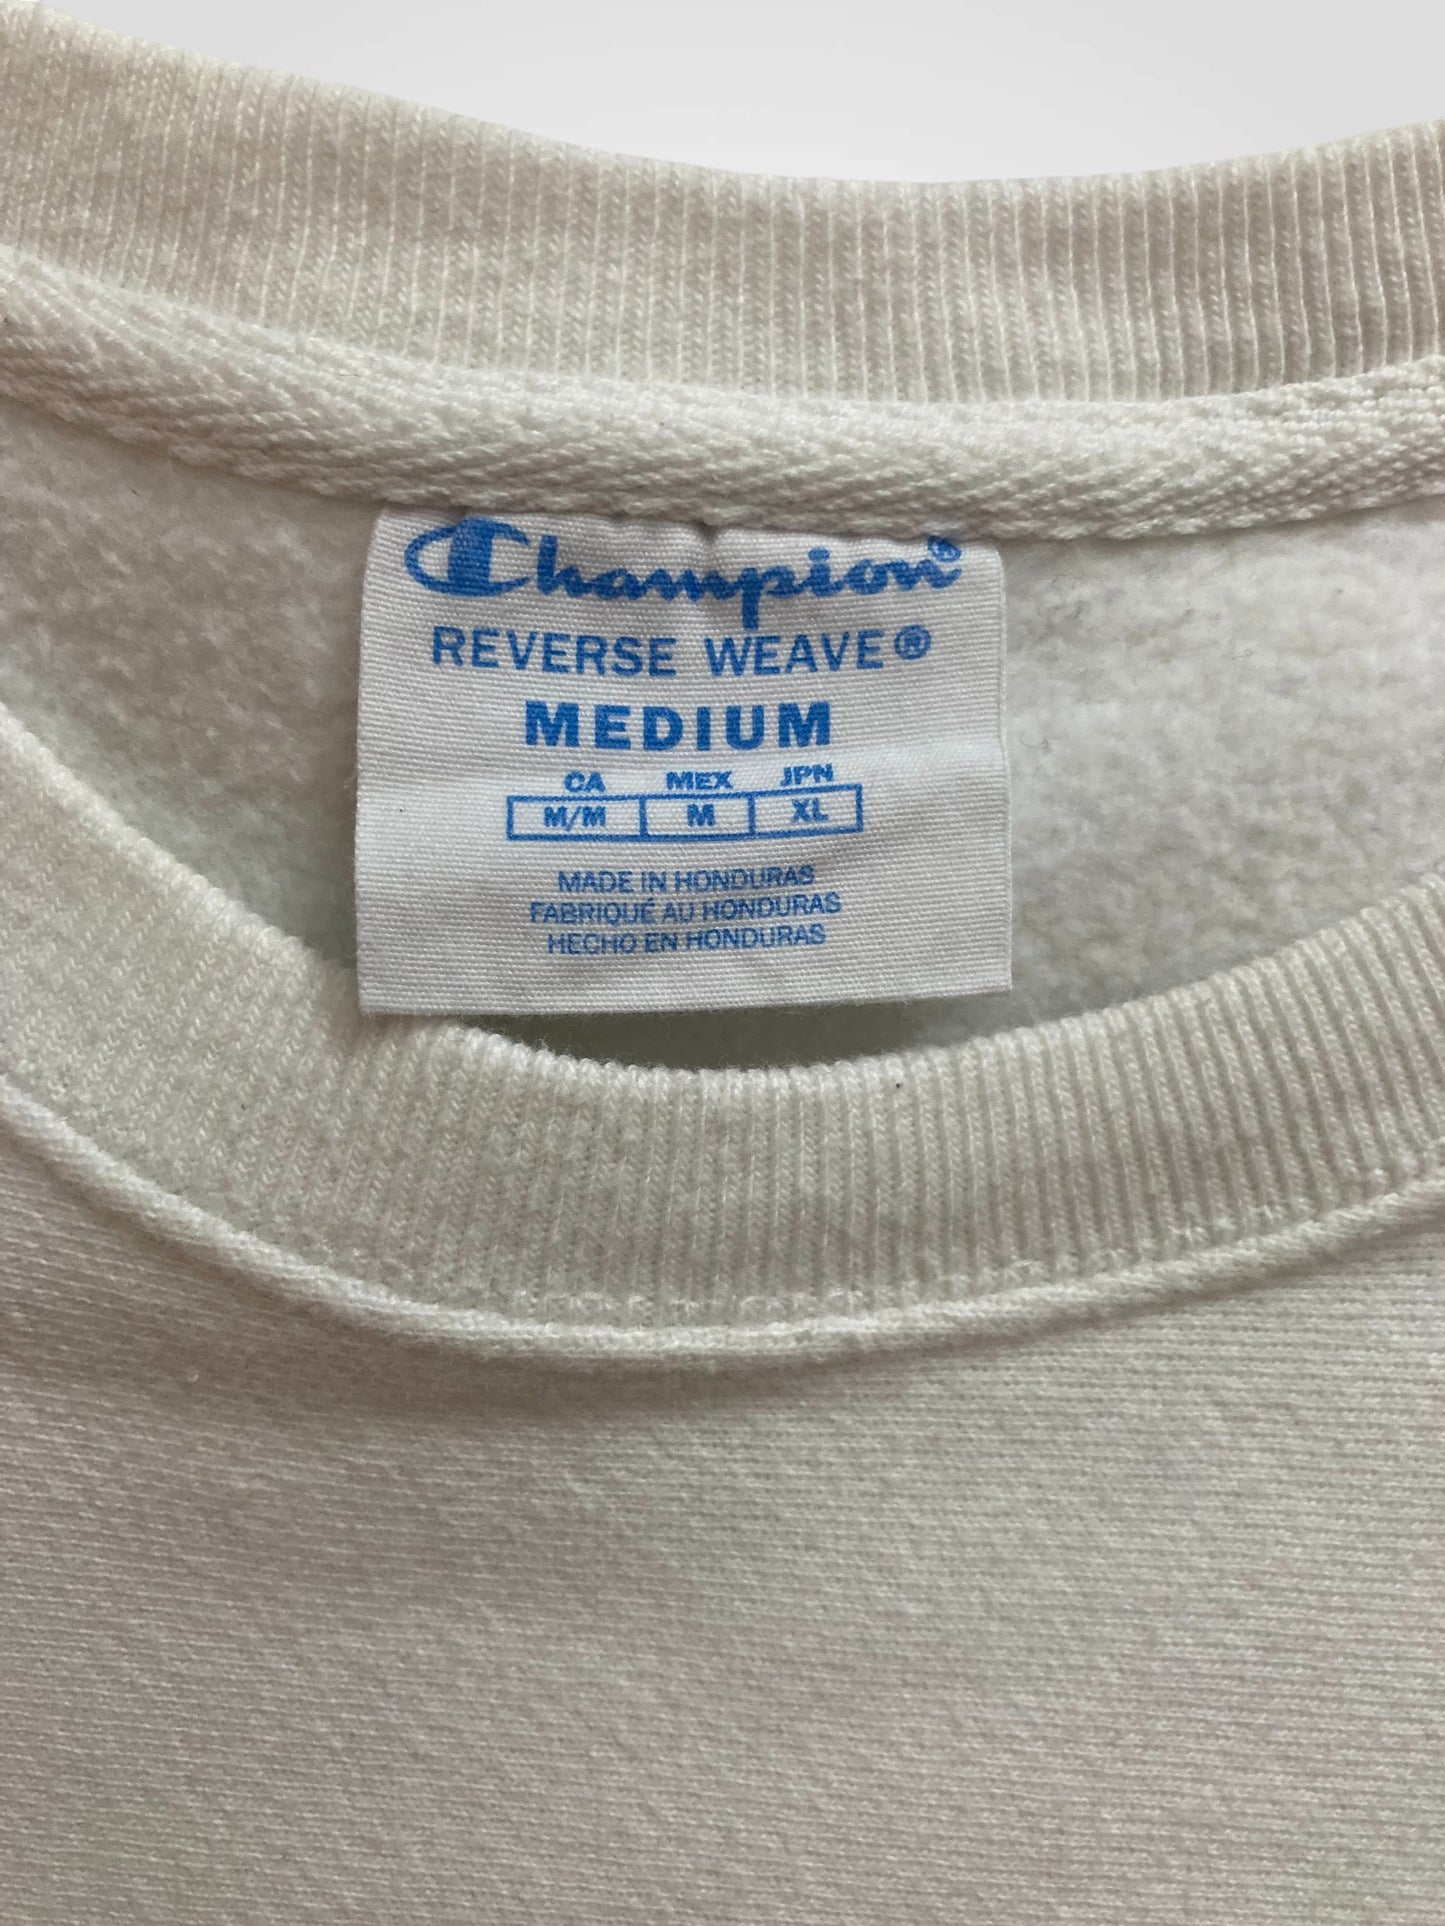 Champion®
REVERSE WEAVE®
MEDIUM
CA MEX JPN
M/M M XL
MADE IN HONDURAS
FABRIQUÉ AU HONDURAS
HECHO EN HONDURAS